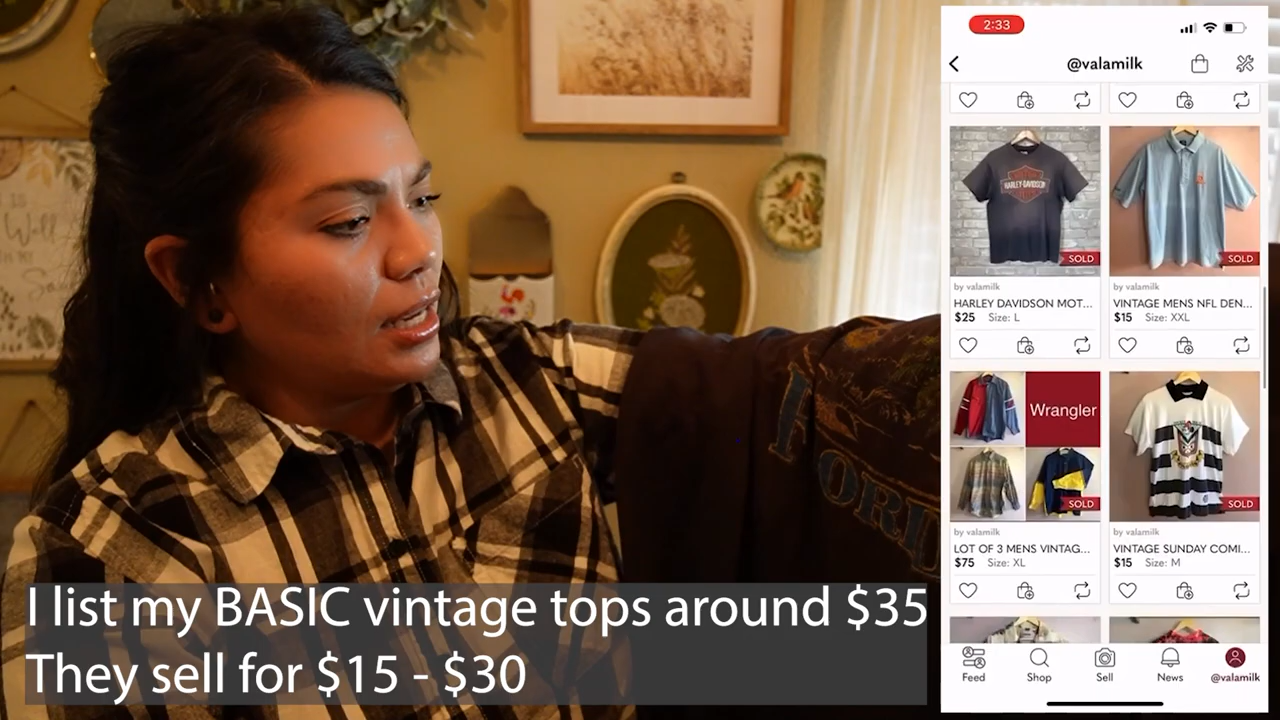 Well
I list my BASIC vintage tops around $35
They sell for $15 - $30
2:33
@valamilk
HARLEY-DAVIDSON
SOLD
SOLD
by valamilk
by valamilk
HARLEY DAVIDSON MOT...
VINTAGE MENS NFL DEN...
$25 Size: L
$15 Size: XXL
Wrangler
SOLD
SOLD
by valamilk
by valamilk
LOT OF 3 MENS VINTAG...
VINTAGE SUNDAY COMI...
$75 Size: XL
$15 Size: M
Feed
Shop
Sell
News
@valamilk